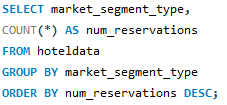 SELECT market_segment_type,
COUNT(*) AS num_reservations
FROM hoteldata
GROUP BY market_segment_type
ORDER BY num_reservations DESC;